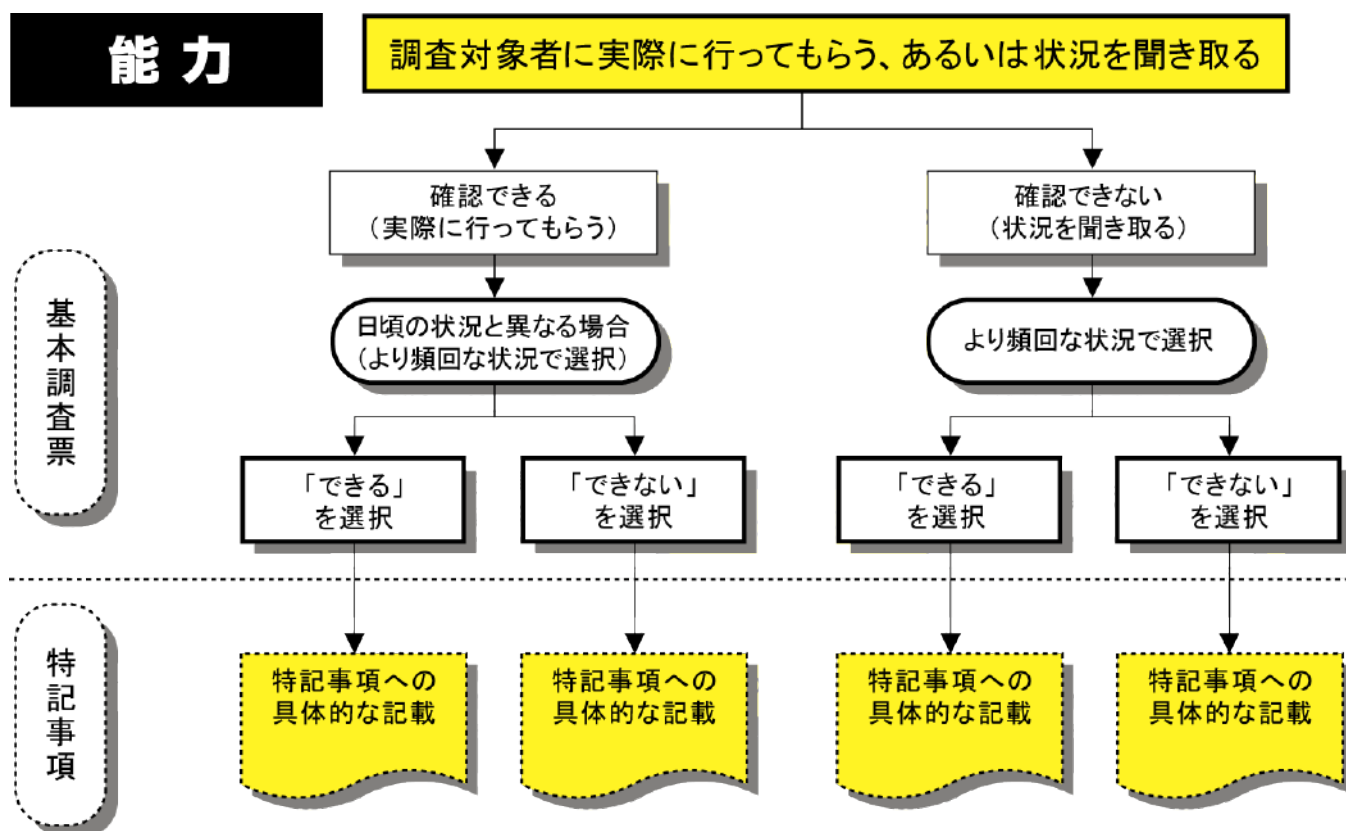 能力
調査対象者に実際に行ってもらう、あるいは状況を聞き取る
確認できる
(実際に行ってもらう)
確認できない
(状況を聞き取る)
基本調査票
日頃の状況と異なる場合
(より頻回な状況で選択)
より頻回な状況で選択
「できる」
を選択
「できない」
を選択
「できる」
を選択
「できない」
を選択
特記事項
特記事項への
具体的な記載
特記事項への
具体的な記載
特記事項への
具体的な記載
特記事項への
具体的な記載